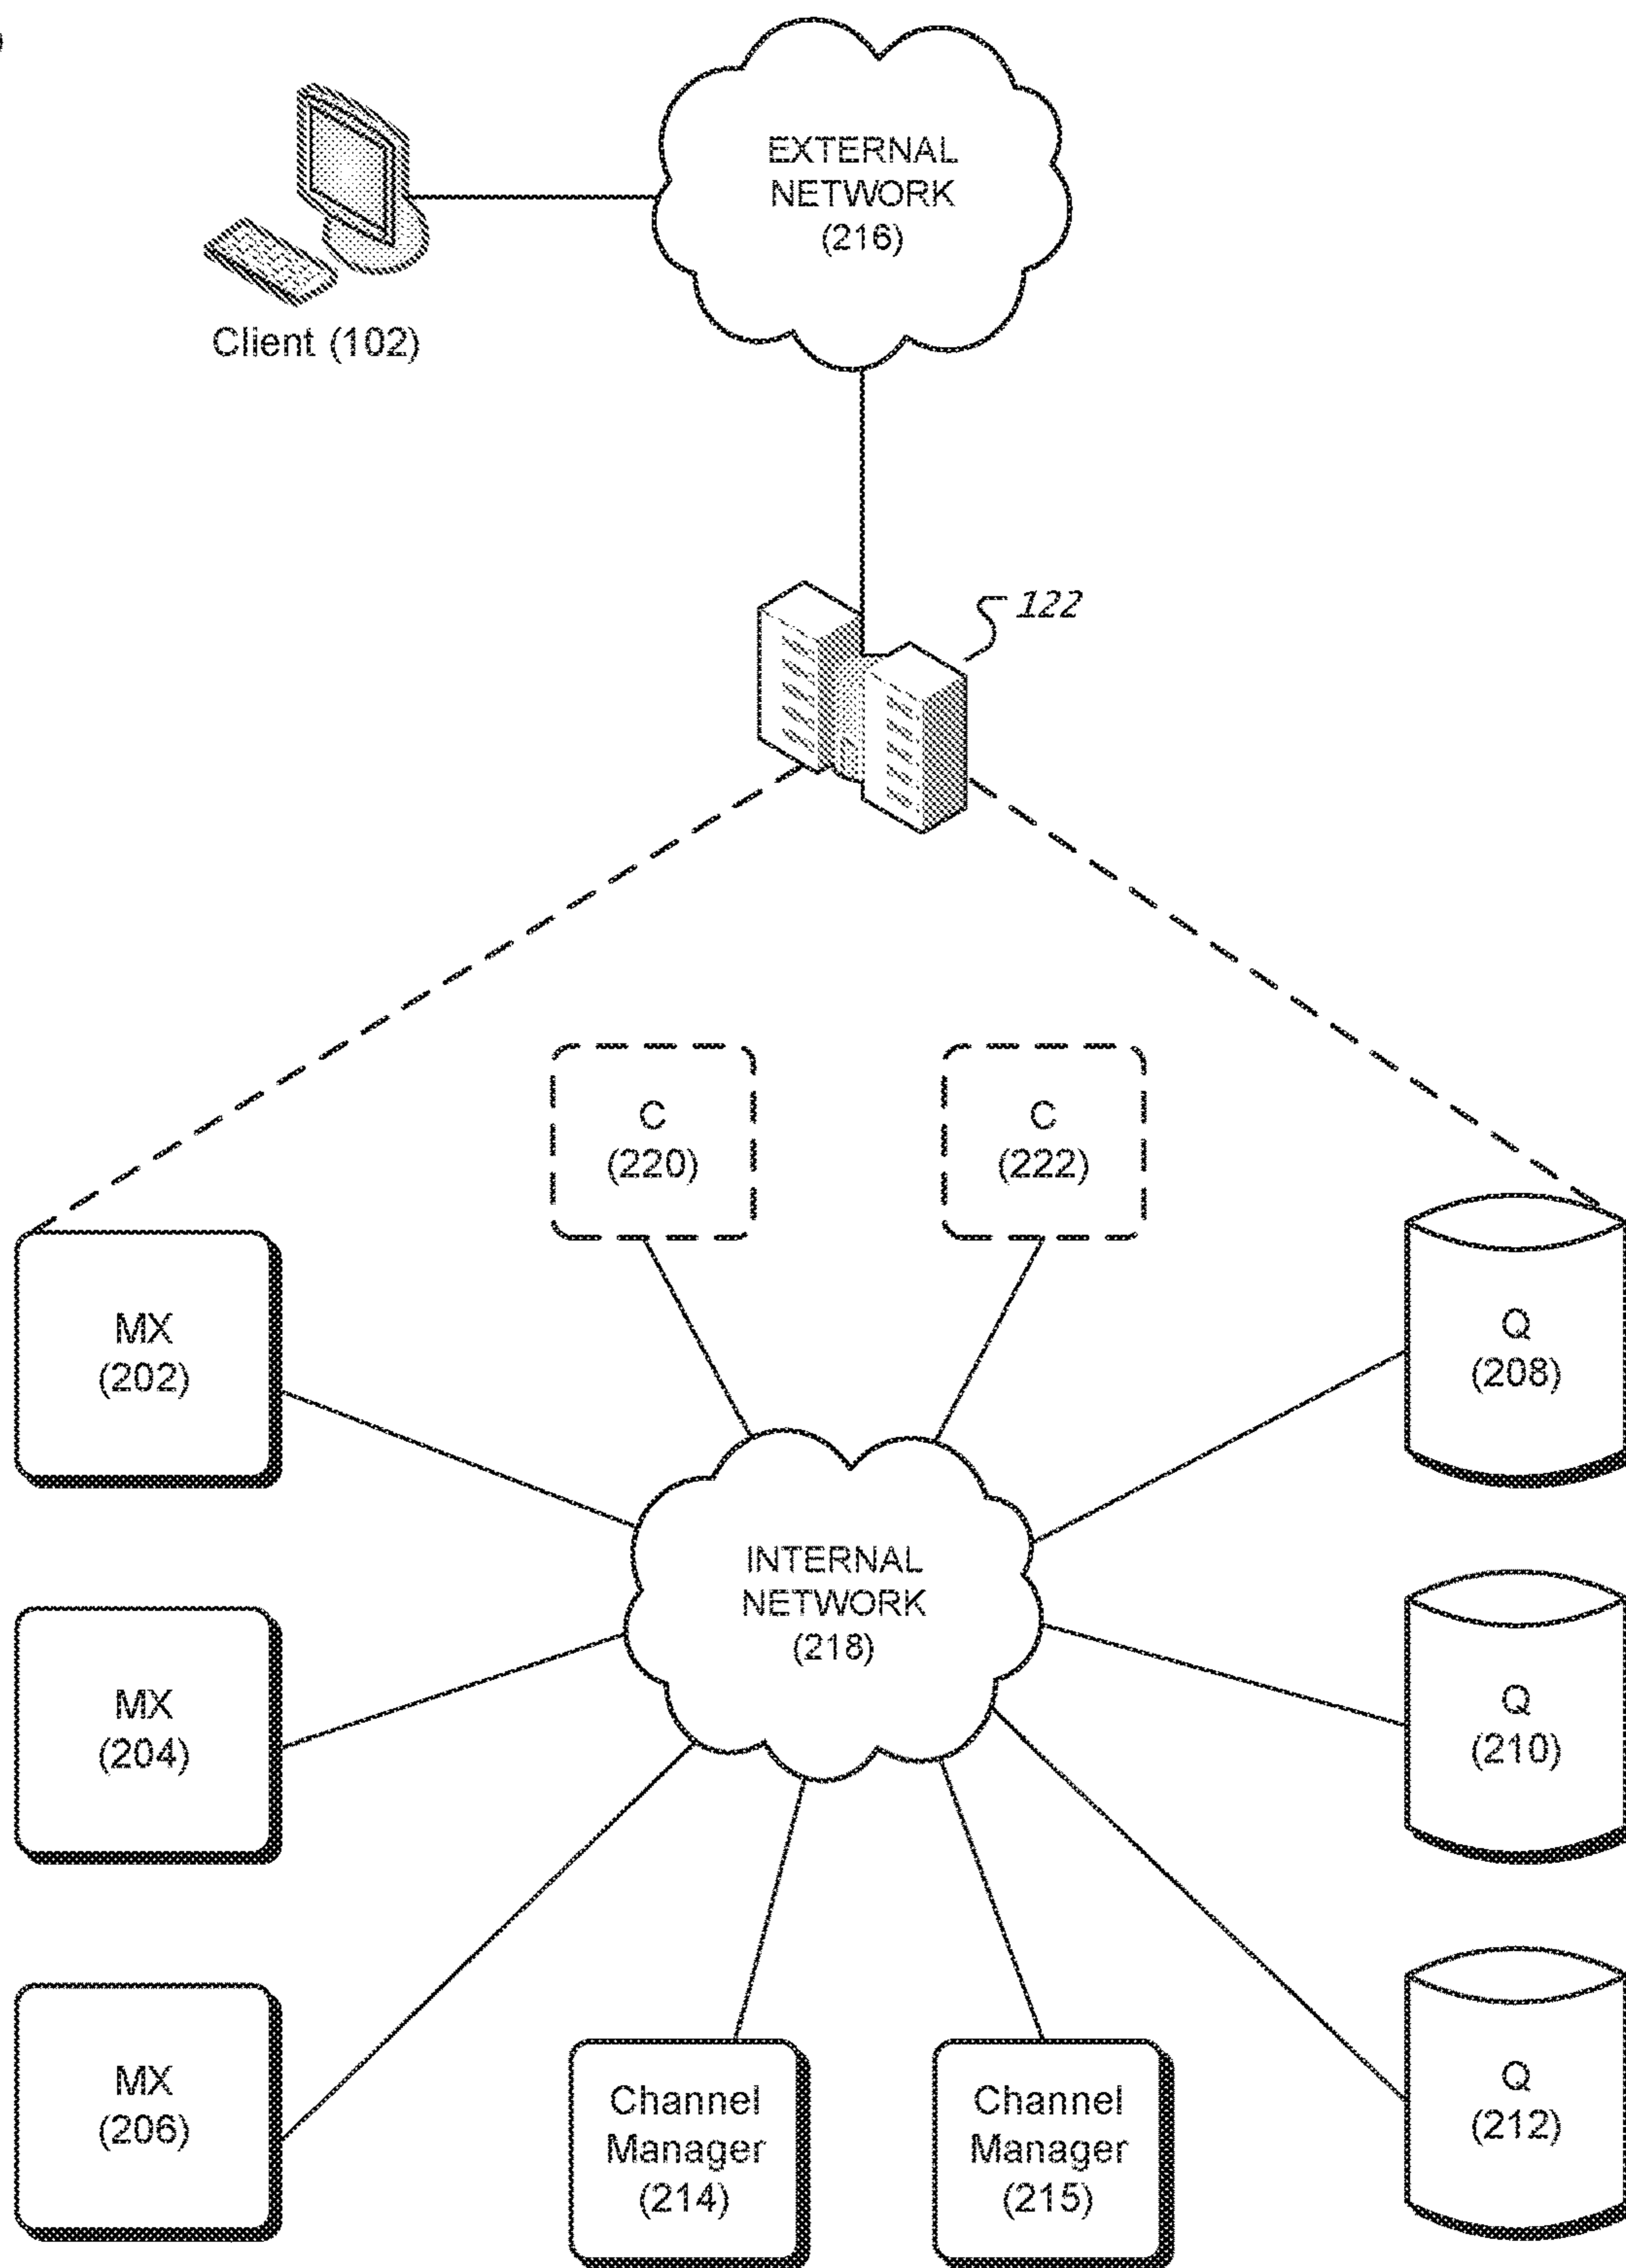 EXTERNAL
NETWORK
(216)
Client (102)
122
C
(220)
C
(222)
MX
(202)
Q
(208)
INTERNAL
NETWORK
(218)
MX
(204)
Q
(210)
MX
(206)
Channel
Manager
(214)
Channel
Manager
(215)
Q
(212)